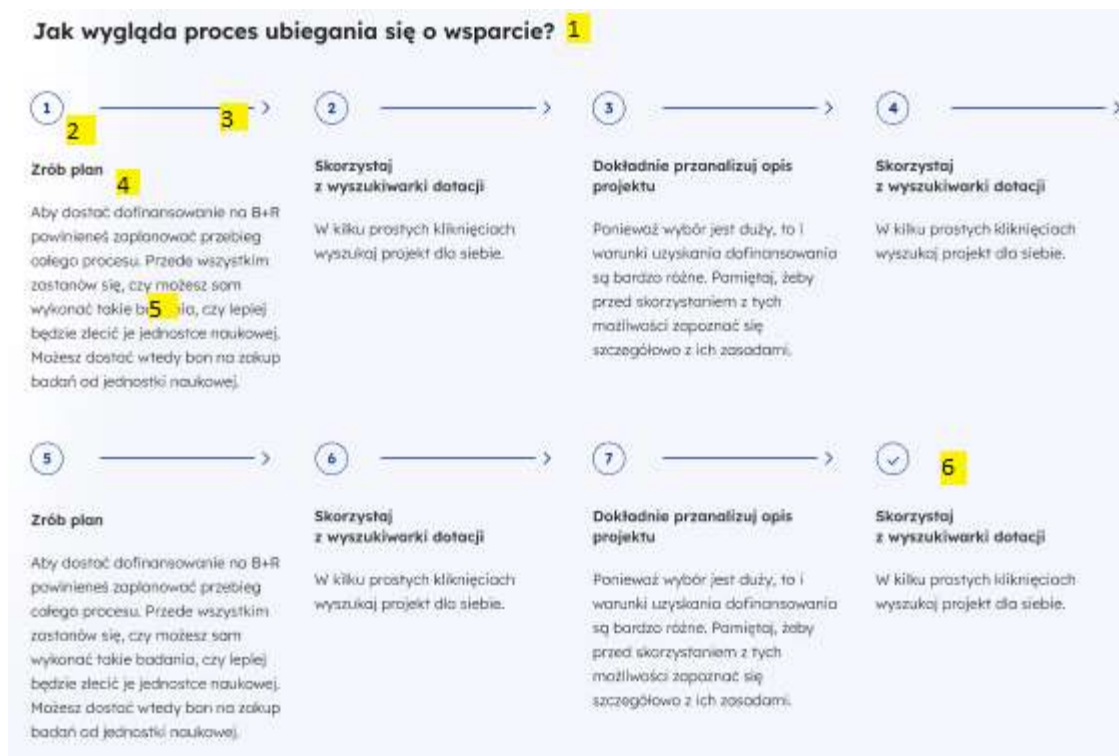 Jak wygląda proces ubiegania się o wsparcie? 1
1
2
3
2
3
4
Zrób plan
4
Aby dostać dofinansowanie na B+R
powinieneś zaplanować przebieg
całego procesu. Przede wszystkim
zastanów się, czy możesz sam
wykonać takie 5, czy lepiej
będzie zlecić je jednostce naukowej.
Możesz dostać wtedy bon na zakup
badań od jednostki naukowej.
Skorzystaj
z wyszukiwarki dotacji
W kilku prostych kliknięciach
wyszukaj projekt dla siebie.
Dokładnie przanalizuj opis
projektu
Ponieważ wybór jest duży, to i
warunki uzyskania dofinansowania
są bardzo różne. Pamiętaj, żeby
przed skorzystaniem z tych
możliwości zapoznać się
szczegółowo z ich zasadami.
Skorzystaj
z wyszukiwarki dotacji
W kilku prostych kliknięciach
wyszukaj projekt dla siebie.
5
6
7
6
Zrób plan
Aby dostać dofinansowanie na B+R
powinieneś zaplanować przebieg
całego procesu. Przede wszystkim
zastanów się, czy możesz sam
wykonać takie badania, czy lepiej
będzie zlecić je jednostce naukowej.
Możesz dostać wtedy bon na zakup
badań od jednostki naukowej.
Skorzystaj
z wyszukiwarki dotacji
W kilku prostych kliknięciach
wyszukaj projekt dla siebie.
Dokładnie przanalizuj opis
projektu
Ponieważ wybór jest duży, to i
warunki uzyskania dofinansowania
są bardzo różne. Pamiętaj, żeby
przed skorzystaniem z tych
możliwości zapoznać się
szczegółowo z ich zasadami.
Skorzystaj
z wyszukiwarki dotacji
W kilku prostych kliknięciach
wyszukaj projekt dla siebie.